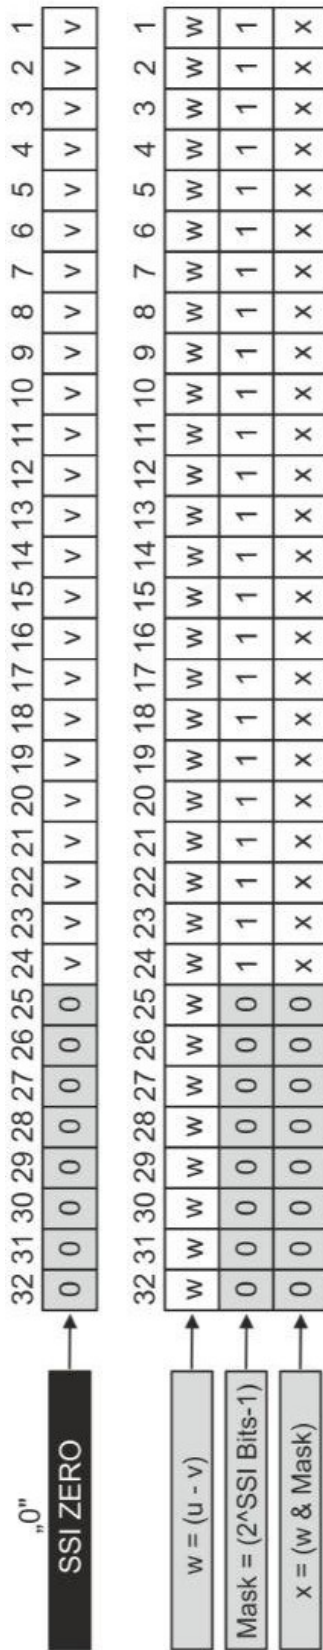 „0"
32 31 30 29 28 27 26 25 24 23 22 21 20 19 18 17 16 15 14 13 12 11 10 9 8 7 6 5 4 3 2 1
SSI ZERO 0 0 0 0 0 0 0 0 v v v v v v v v v v v v v v v v v v v v v v v v
32 31 30 29 28 27 26 25 24 23 22 21 20 19 18 17 16 15 14 13 12 11 10 9 8 7 6 5 4 3 2 1
w = (u - v) w w w w w w w w w w w w w w w w w w w w w w w w w w w w w w w w
Mask = (2^SSI Bits-1) 0 0 0 0 0 0 0 0 1 1 1 1 1 1 1 1 1 1 1 1 1 1 1 1 1 1 1 1 1 1 1 1
x = (w & Mask) 0 0 0 0 0 0 0 0 x x x x x x x x x x x x x x x x x x x x x x x x